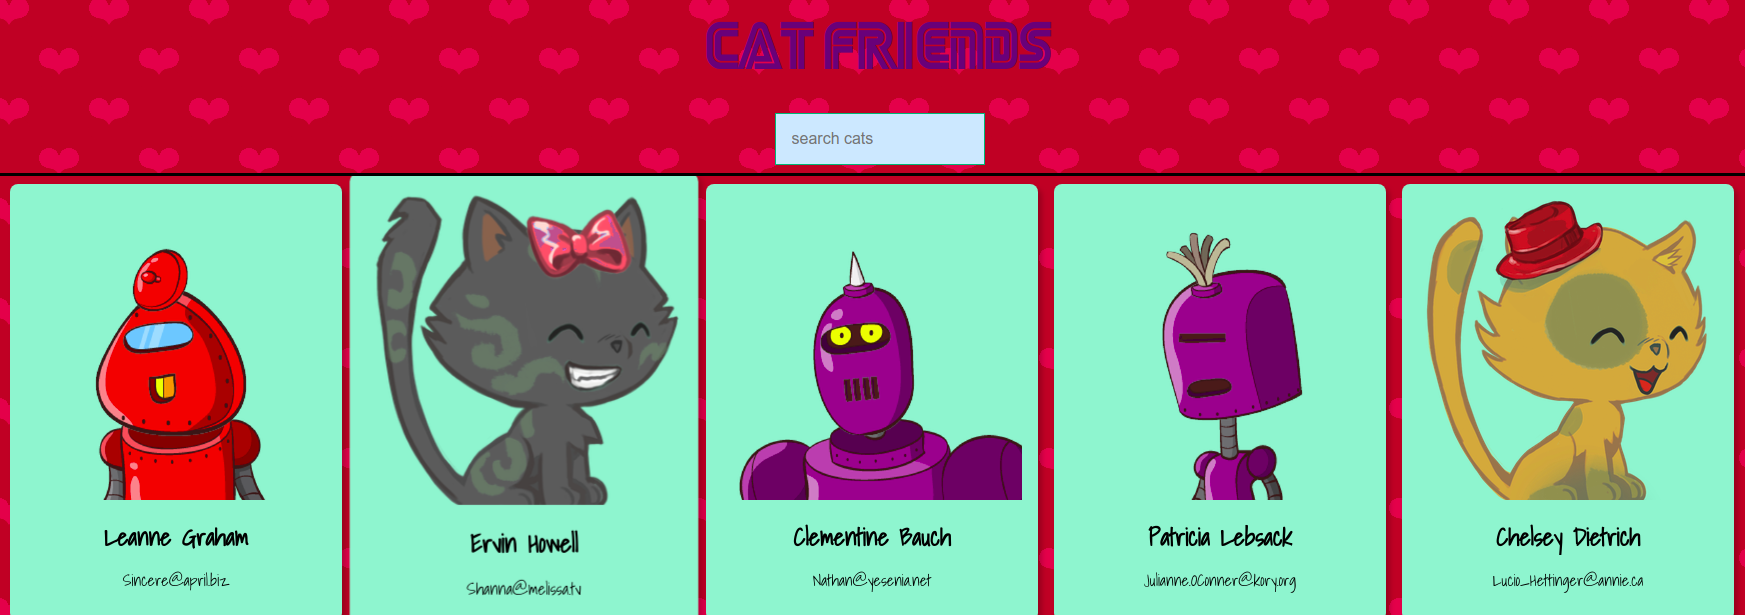 CAT FRIENDS
search cats
Leanne Graham
Sincere@april.biz
Ervin Howell
Shanna@melissa.tv
Clementine Bauch
Nathan@yesenia.net
Patricia Lebsack
Julianne.OConner@kory.org
Chelsey Dietrich
Lucio_Hettinger@annie.ca